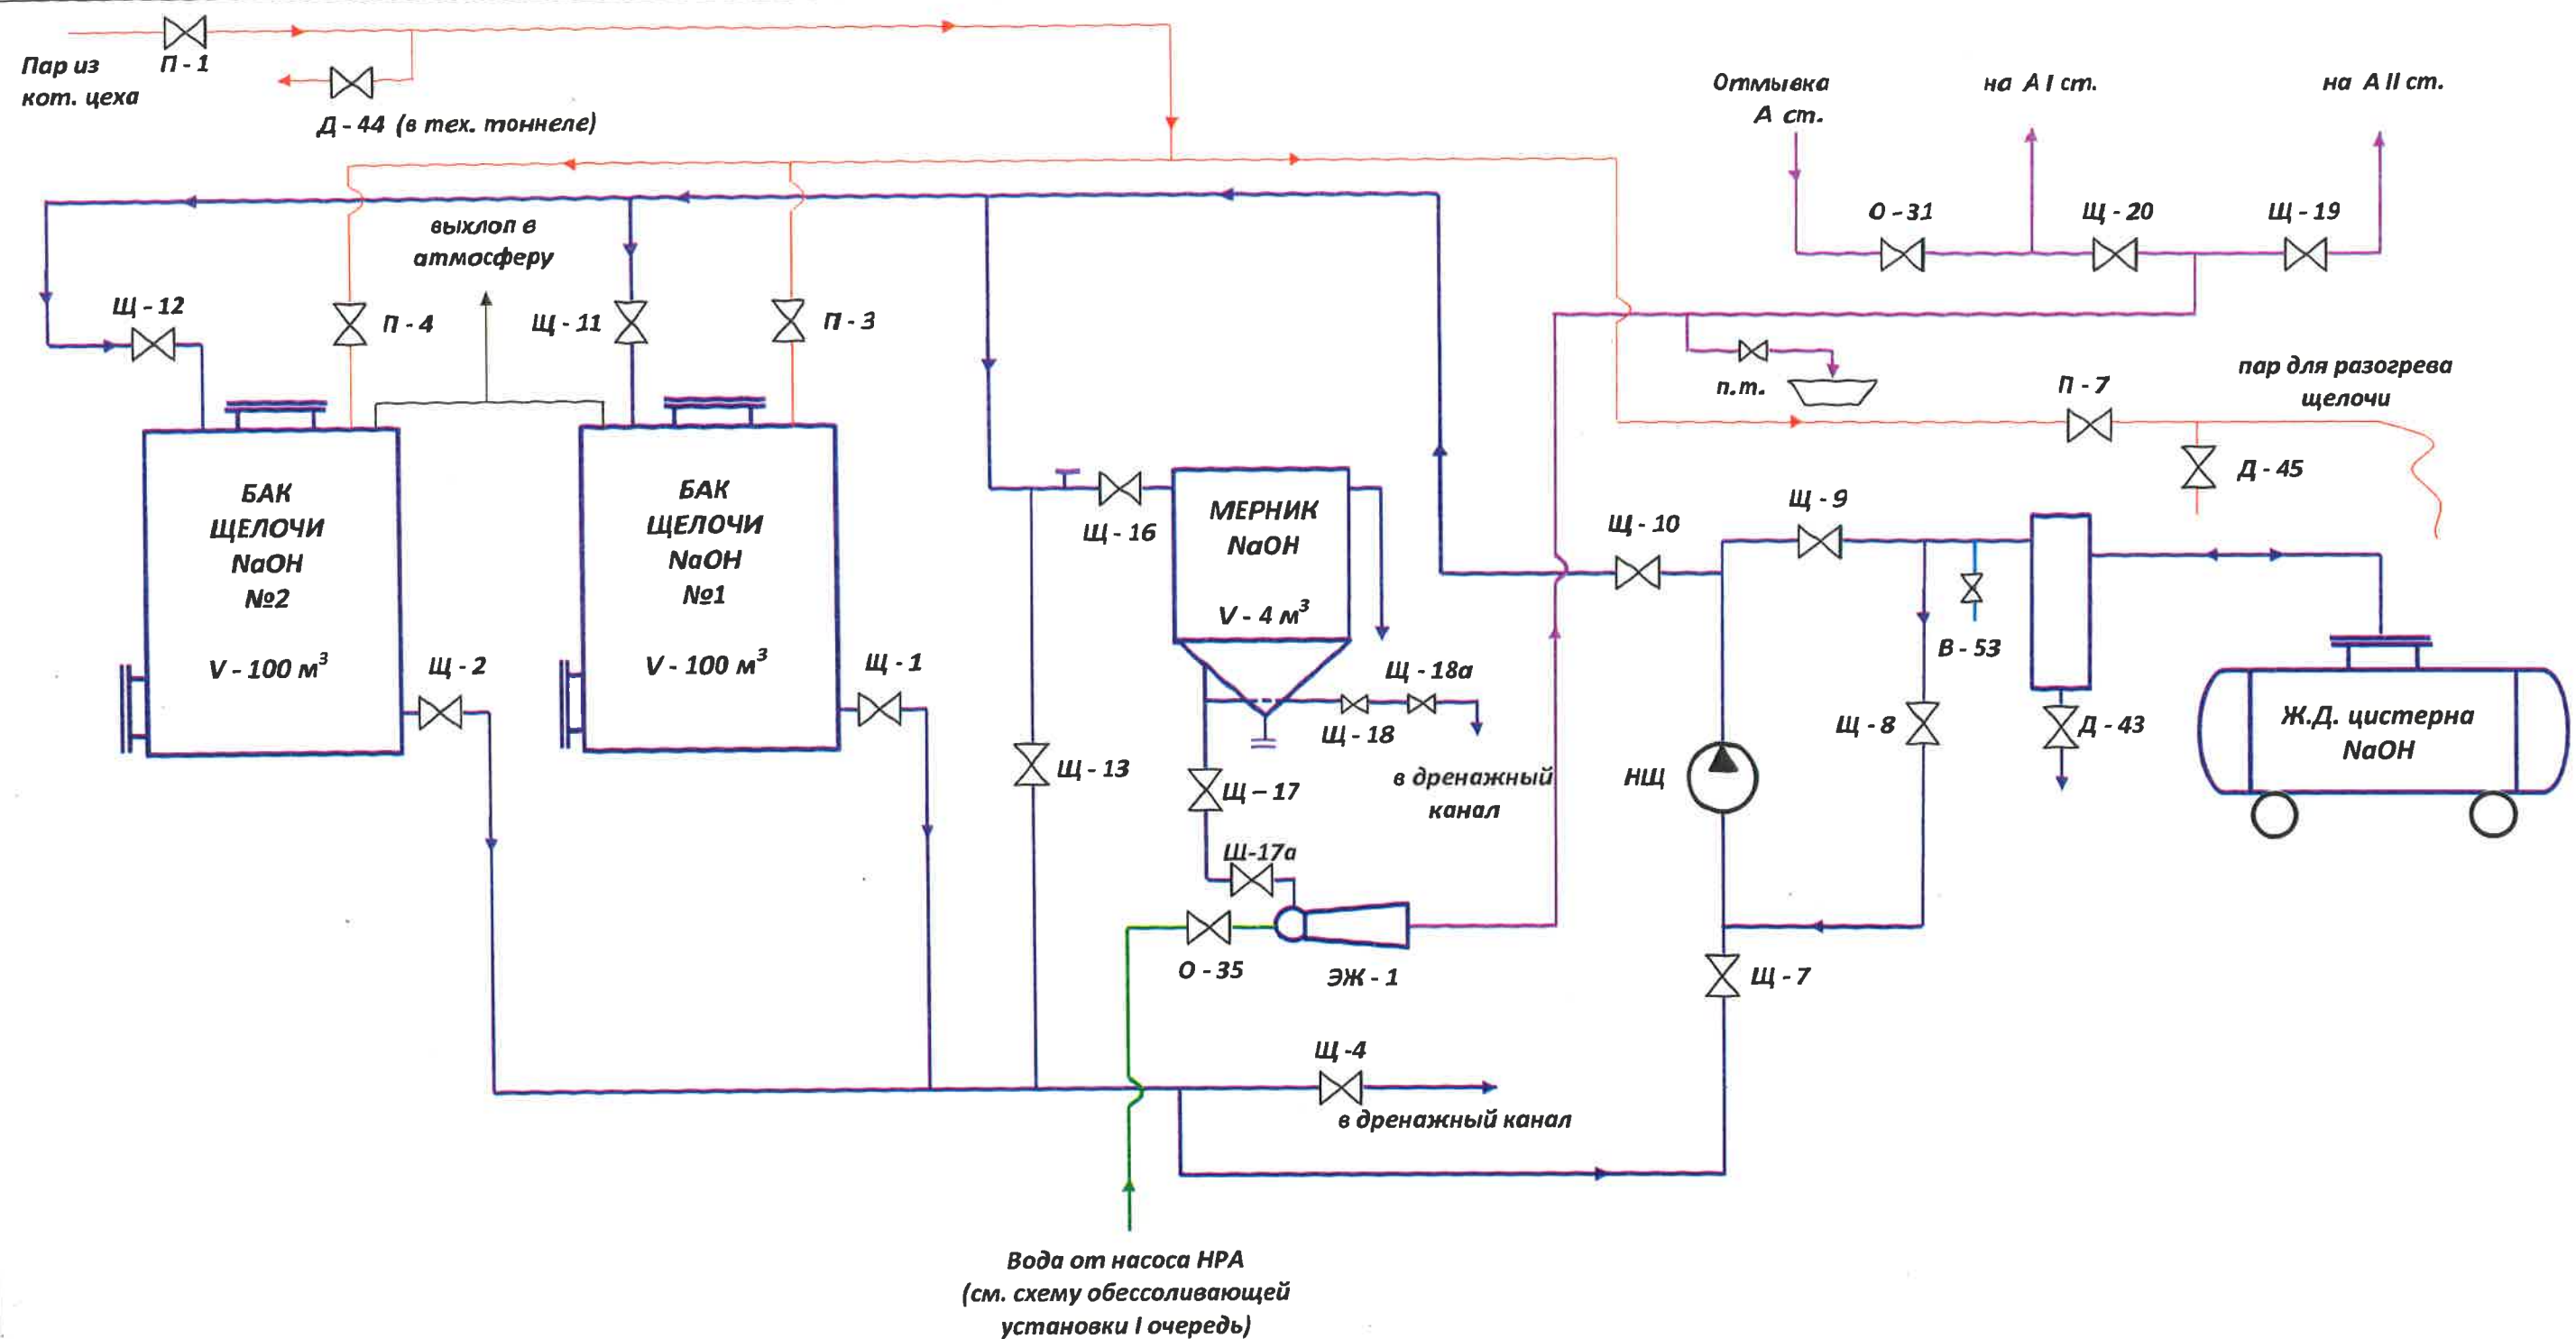 Пар из
кот. цеха
П - 1
Д - 44 (в тех. тоннеле)
Отмывка
А ст.
на А I ст.
на А II ст.
О - 31
Щ - 20
Щ - 19
выхлоп в
атмосферу
Щ - 12
П - 4
Щ - 11
П - 3
п.т.
П - 7
пар для разогрева
щелочи
Д - 45
БАК
ЩЕЛОЧИ
NaOH
№2
V - 100 м³
БАК
ЩЕЛОЧИ
NaOH
№1
V - 100 м³
Щ - 16
МЕРНИК
NaOH
V - 4 м³
Щ - 10
Щ - 9
В - 53
Щ - 2
Щ - 1
Щ - 18а
Щ - 18
Щ - 8
Д - 43
Ж.Д. цистерна
NaOH
Щ - 13
Щ – 17
в дренажный
канал
НЩ
Щ-17а
О - 35
ЭЖ - 1
Щ - 7
Щ -4
в дренажный канал
Вода от насоса НРА
(см. схему обессоливающей
установки I очередь)